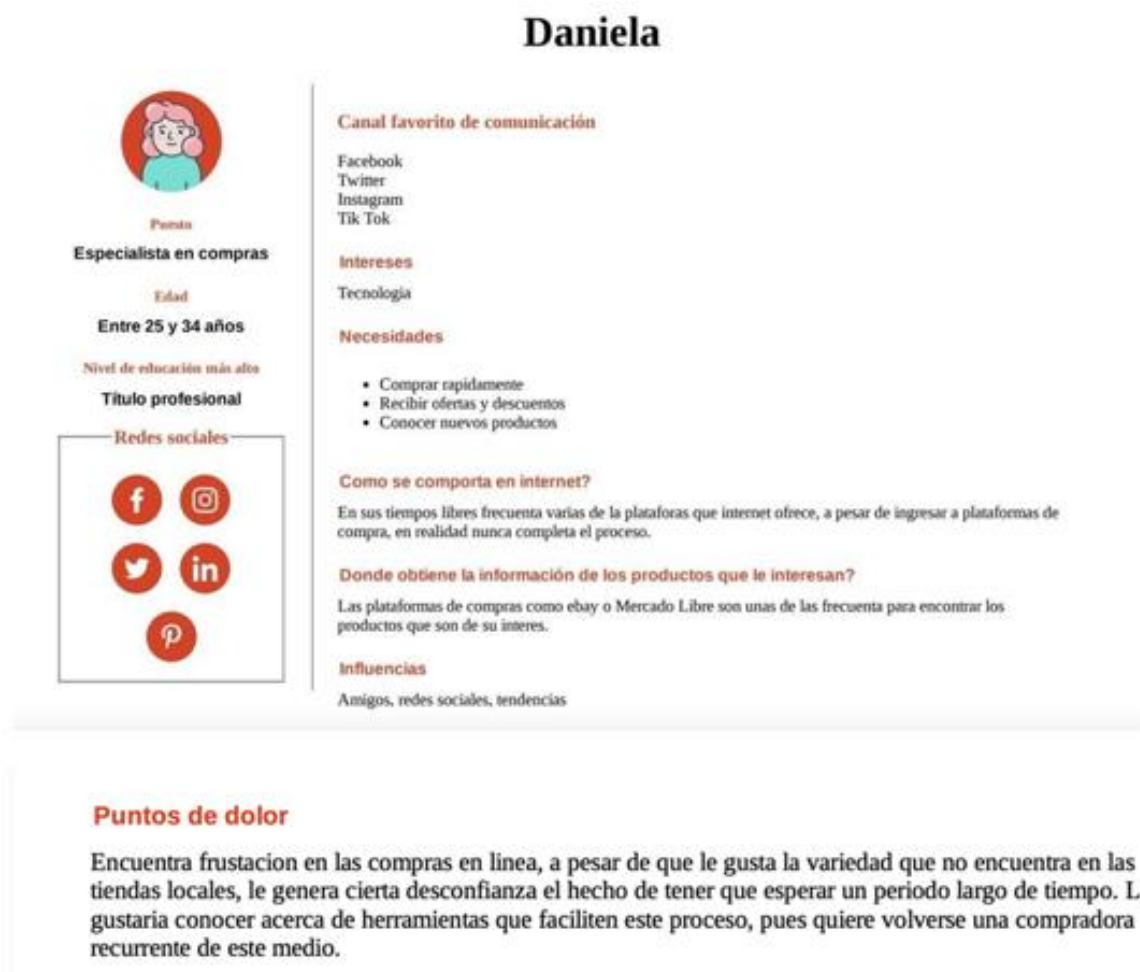 Daniela
Puesto
Especialista en compras
Edad
Entre 25 y 34 años
Nivel de educación más alto
Título profesional
Redes sociales
Canal favorito de comunicación
Facebook
Twitter
Instagram
Tik Tok
Intereses
Tecnologia
Necesidades
• Comprar rapidamente
• Recibir ofertas y descuentos
• Conocer nuevos productos
Como se comporta en internet?
En sus tiempos libres frecuenta varias de la plataforas que internet ofrece, a pesar de ingresar a plataformas de
compra, en realidad nunca completa el proceso.
Donde obtiene la información de los productos que le interesan?
Las plataformas de compras como ebay o Mercado Libre son unas de las frecuenta para encontrar los
productos que son de su interes.
Influencias
Amigos, redes sociales, tendencias
Puntos de dolor
Encuentra frustacion en las compras en linea, a pesar de que le gusta la variedad que no encuentra en las
tiendas locales, le genera cierta desconfianza el hecho de tener que esperar un periodo largo de tiempo. L
gustaria conocer acerca de herramientas que faciliten este proceso, pues quiere volverse una compradora
recurrente de este medio.